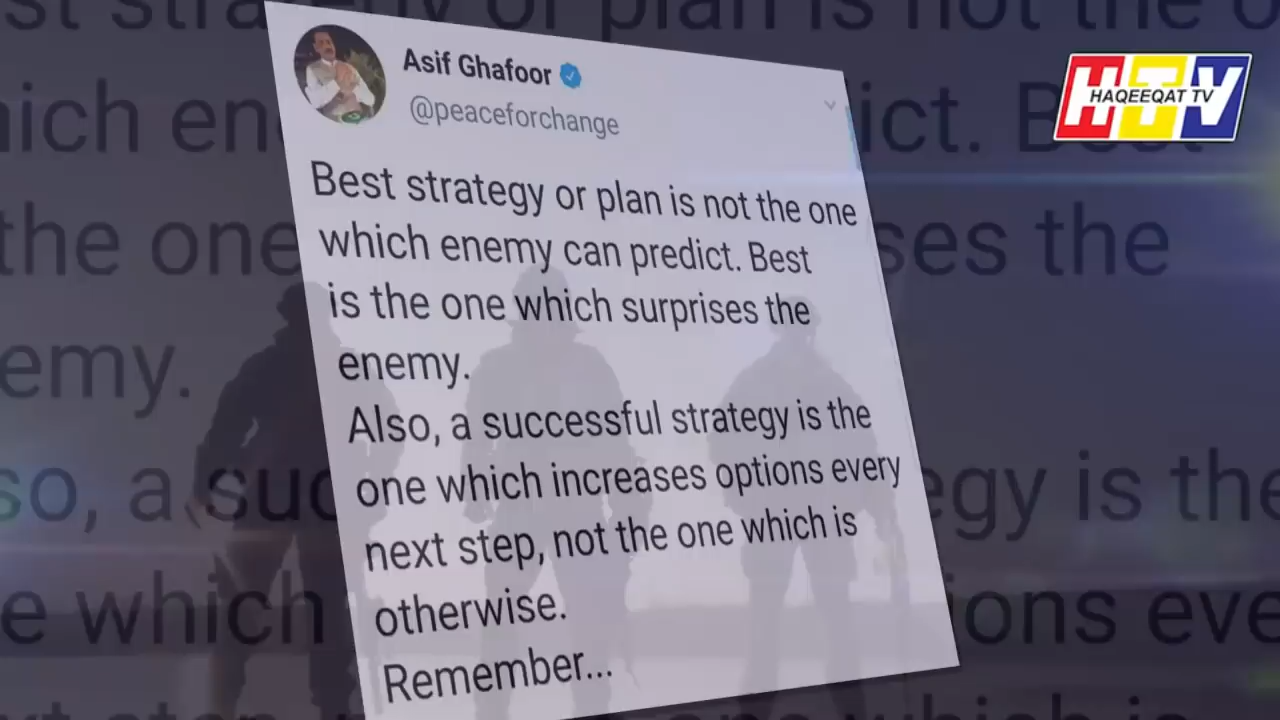 Asif Ghafoor
@peaceforchange
Best strategy or plan is not the one
which enemy can predict. Best
is the one which surprises the
enemy.
Also, a successful strategy is the
one which increases options every
next step, not the one which is
otherwise.
Remember...
HTV
HAQEEQAT TV